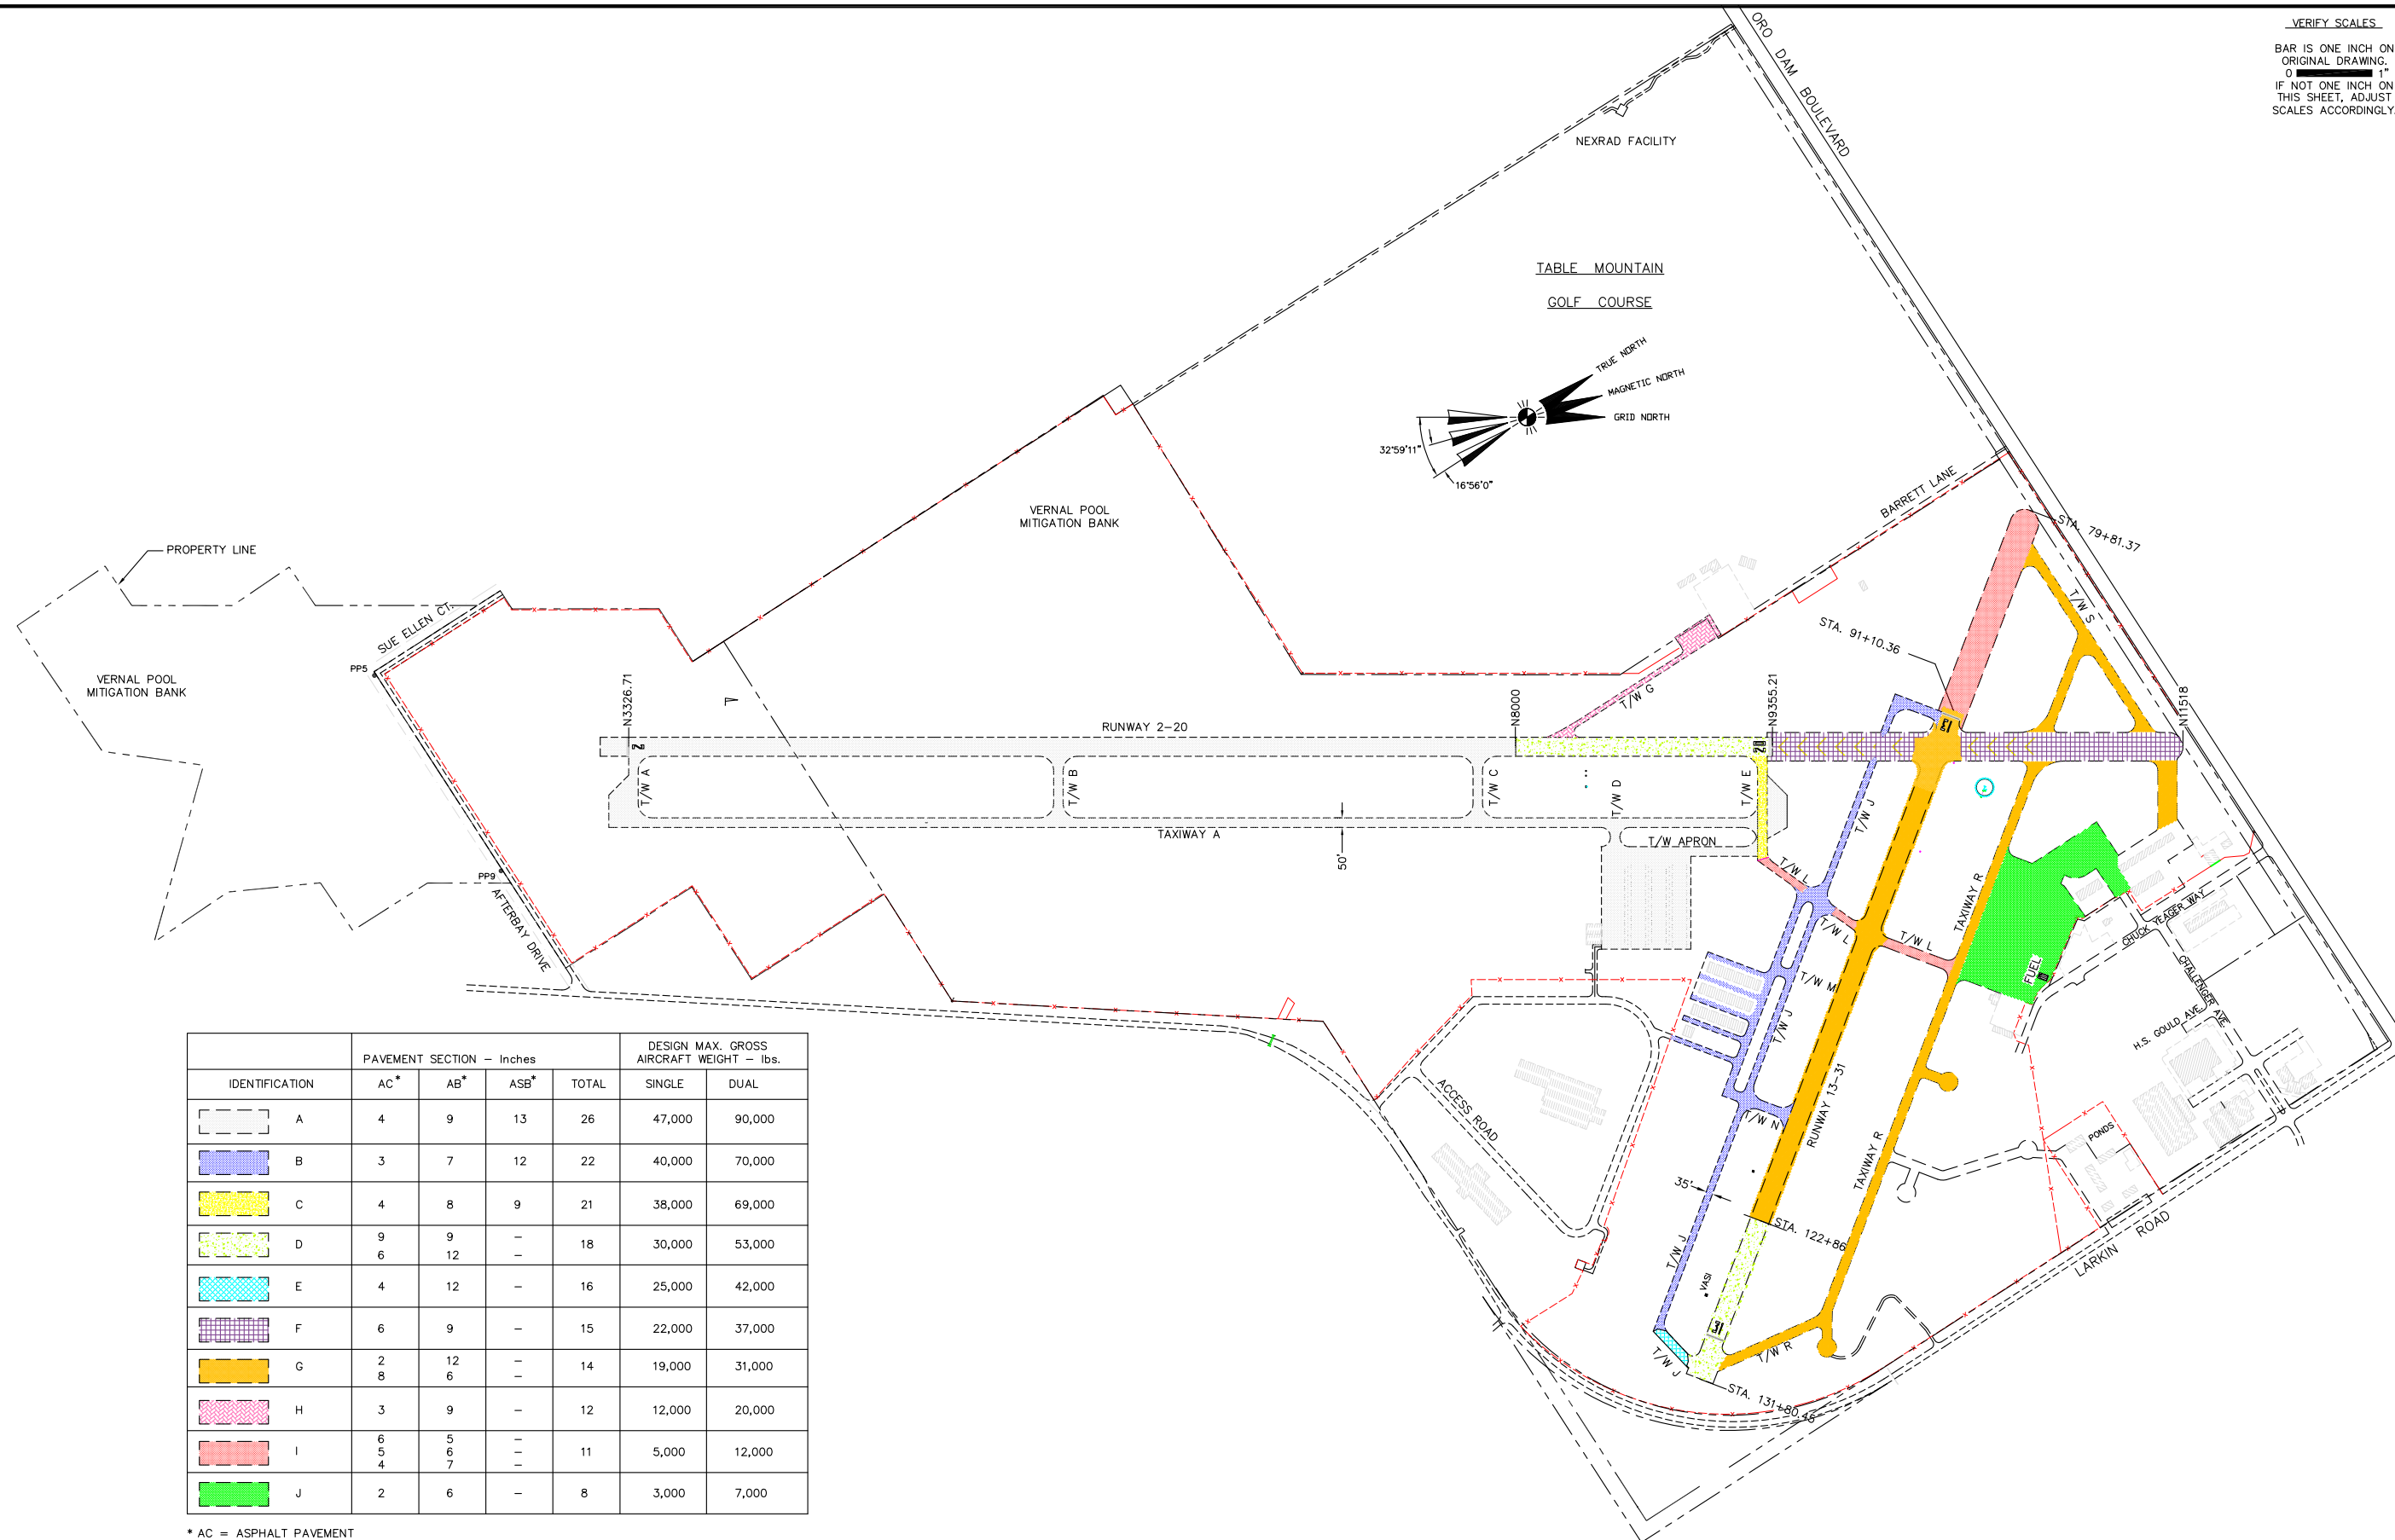 VERIFY SCALES
BAR IS ONE INCH ON
ORIGINAL DRAWING.
0 1"
IF NOT ONE INCH ON
THIS SHEET, ADJUST
SCALES ACCORDINGLY.
ORO DAM BOULEVARD
NEXRAD FACILITY
TABLE MOUNTAIN
GOLF COURSE
TRUE NORTH
MAGNETIC NORTH
GRID NORTH
32°59'11"
16°56'0"
BARRETT LANE
VERNAL POOL
MITIGATION BANK
STA. 79+81.37
PROPERTY LINE
SUE ELLEN CT.
T/W S
STA. 91+10.36
PP5
VERNAL POOL
MITIGATION BANK
N3326.71
N8000
T/W G
N9355.21
N11518
RUNWAY 2-20
2
20
13
T/W A
T/W B
T/W C
T/W D
T/W E
T/W J
TAXIWAY A
50'
T/W APRON
T/W L
TAXIWAY R
PP9
AFTERBAY DRIVE
T/W L
T/W L
CHUCK YEAGER WAY
FUEL
CHALLENGER AVE
T/W M
T/W J
H.S. GOULD AVE
ACCESS ROAD
T/W N
RUNWAY 13-31
TAXIWAY R
PONDS
35'
STA. 122+86
LARKIN ROAD
T/W J
VASI
31
T/W J
T/W R
STA. 131+80.45
IDENTIFICATION
PAVEMENT SECTION - Inches
DESIGN MAX. GROSS
AIRCRAFT WEIGHT - lbs.
AC* AB* ASB* TOTAL SINGLE DUAL
A 4 9 13 26 47,000 90,000
B 3 7 12 22 40,000 70,000
C 4 8 9 21 38,000 69,000
D 9 9 - 18 30,000 53,000
6 12 -
E 4 12 - 16 25,000 42,000
F 6 9 - 15 22,000 37,000
G 2 12 - 14 19,000 31,000
8 6 -
H 3 9 - 12 12,000 20,000
I 6 5 - 11 5,000 12,000
5 6 -
4 7 -
J 2 6 - 8 3,000 7,000
* AC = ASPHALT PAVEMENT